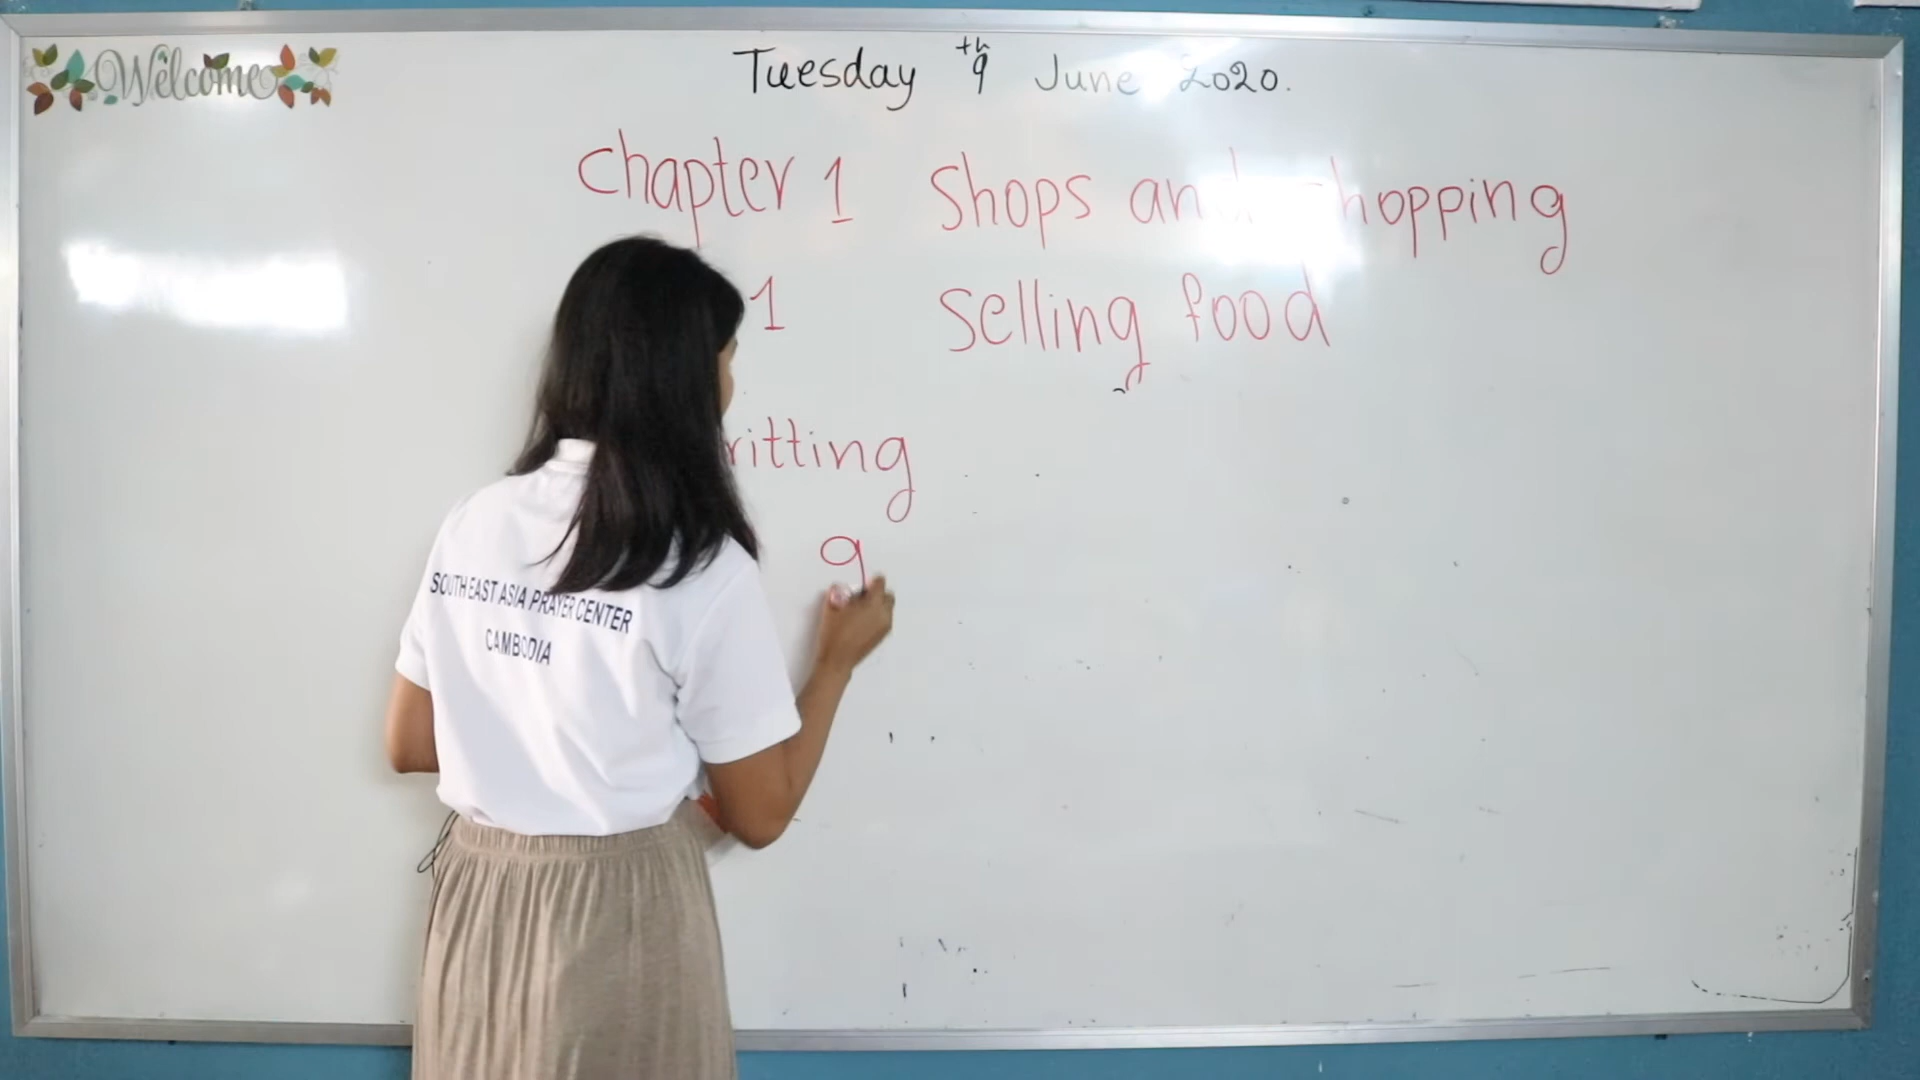 Welcome
Tuesday 9th June 2020.
Chapter 1 Shops and shopping
1 Selling food
ritting
9
SOUTH EAST ASIA PRAYER CENTER
CAMBODIA